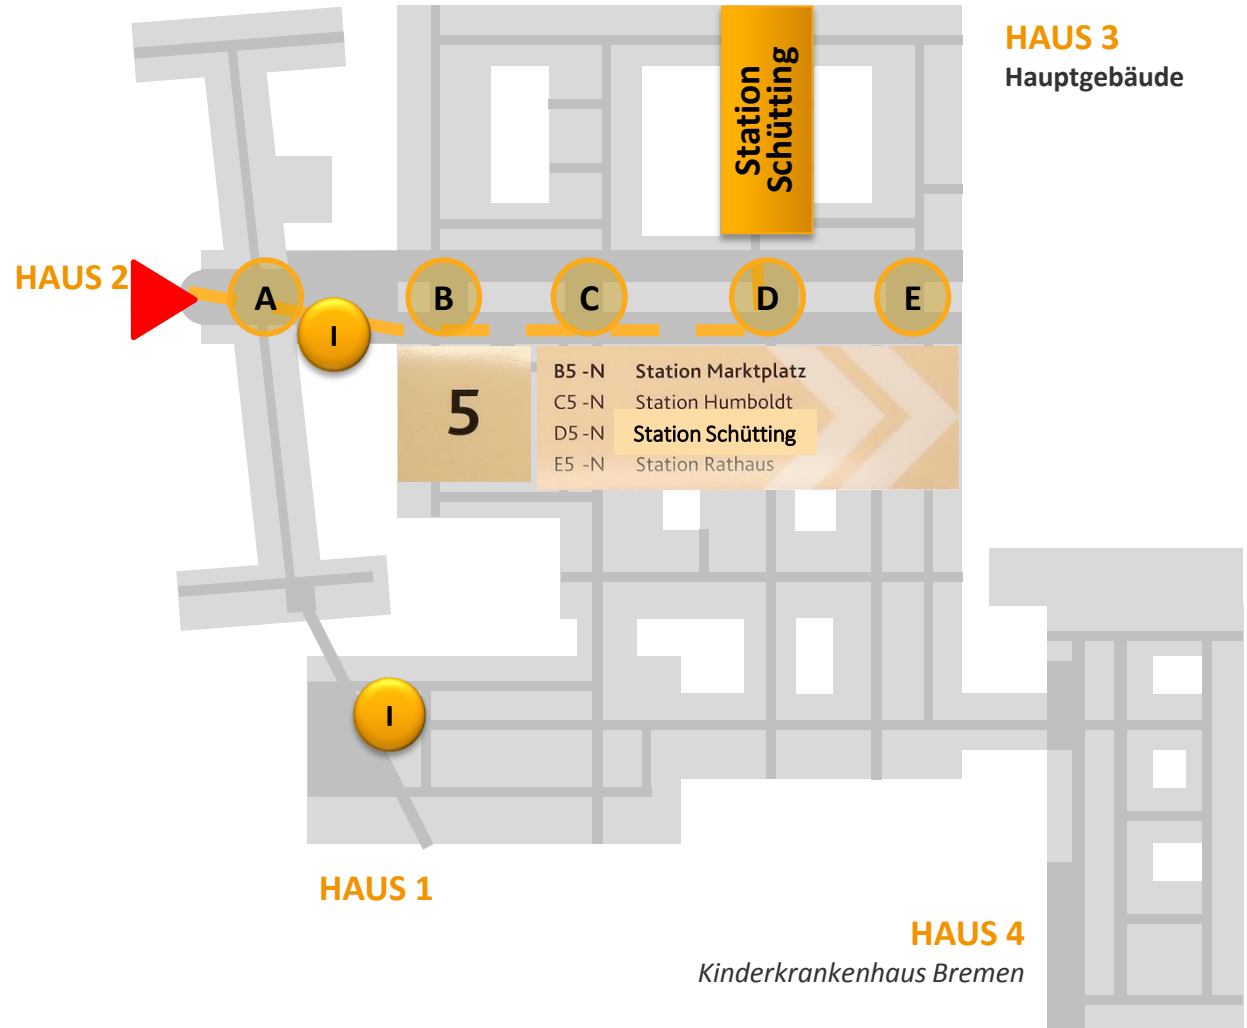 HAUS 3
Hauptgebäude
Station
Schütting
HAUS 2
A
B
C
D
E
I
5
B5 -N Station Marktplatz
C5 -N Station Humboldt
D5 -N Station Schütting
E5 -N Station Rathaus
I
HAUS 1
HAUS 4
Kinderkrankenhaus Bremen